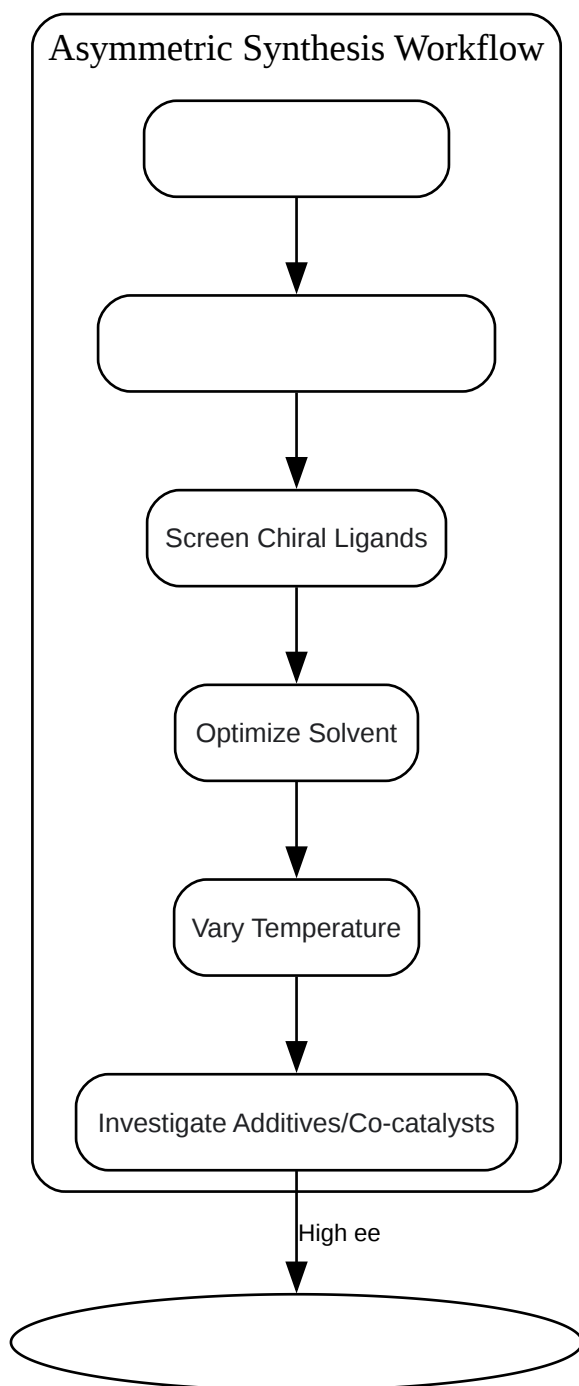 Asymmetric Synthesis Workflow
Screen Chiral Ligands
Optimize Solvent
Vary Temperature
Investigate Additives/Co-catalysts
High ee